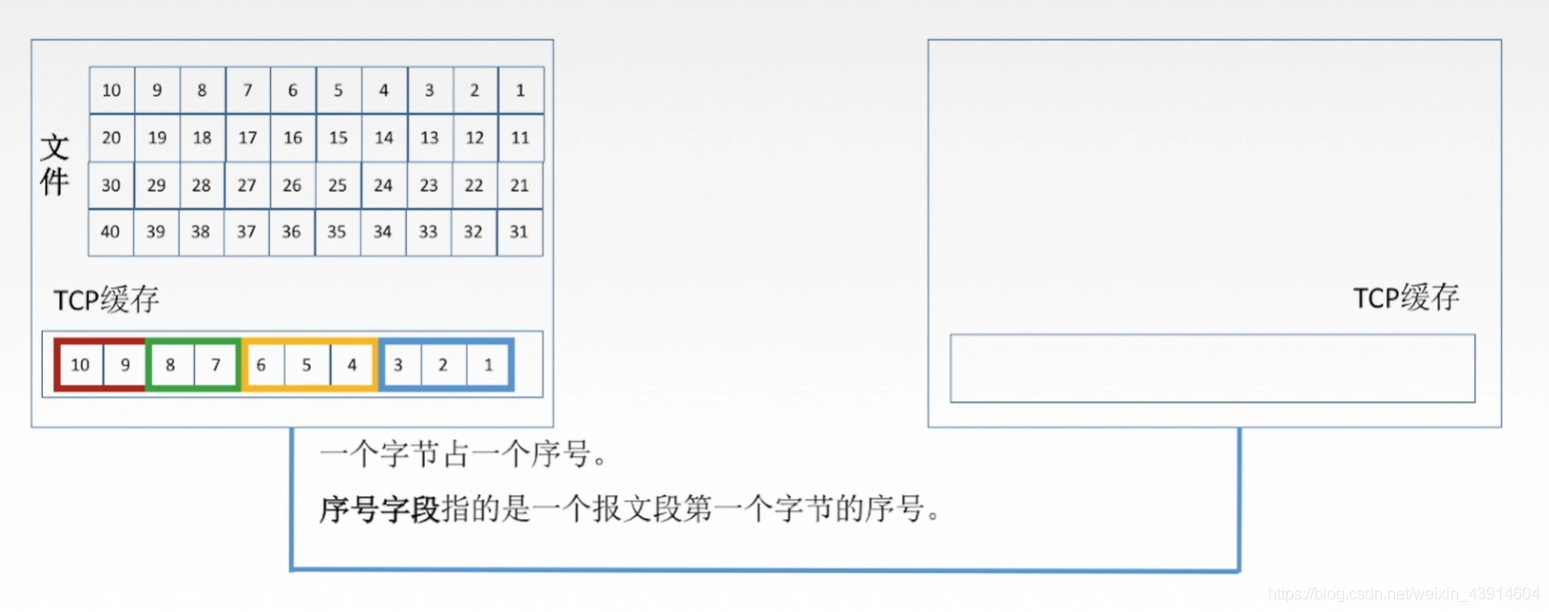 文件
10 9 8 7 6 5 4 3 2 1
20 19 18 17 16 15 14 13 12 11
30 29 28 27 26 25 24 23 22 21
40 39 38 37 36 35 34 33 32 31
TCP缓存
10 9 8 7 6 5 4 3 2 1
TCP缓存
一个字节占一个序号。
序号字段指的是一个报文段第一个字节的序号。
https://blog.csdn.net/weixin_43914604